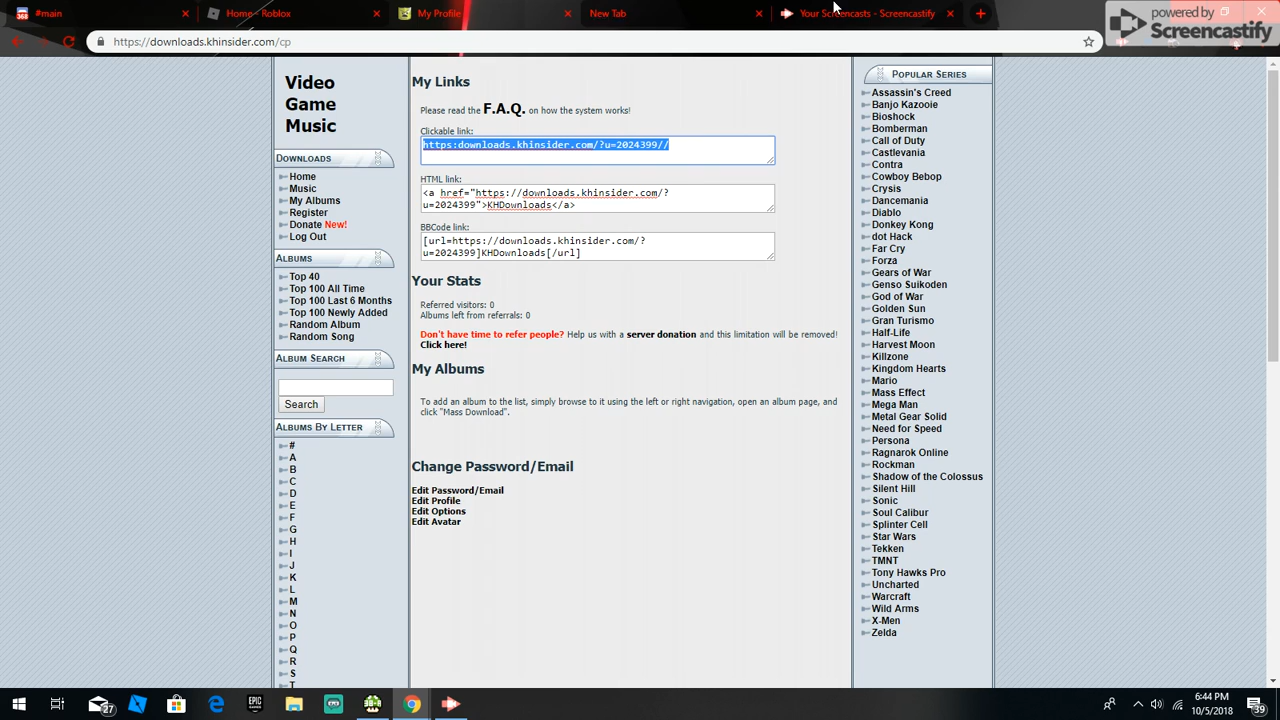 368 #main
Home - Roblox
My Profile
New Tab
Your Screencasts - Screencastify
powered by
Screencastify
https://downloads.khinsider.com/cp
Video
Game
Music
DOWNLOADS
Home
Music
My Albums
Register
Donate New!
Log Out
ALBUMS
Top 40
Top 100 All Time
Top 100 Last 6 Months
Top 100 Newly Added
Random Album
Random Song
ALBUM SEARCH
Search
ALBUMS BY LETTER
#
A
B
C
D
E
F
G
H
I
J
K
L
M
N
O
P
Q
R
S
T
My Links
Please read the F.A.Q. on how the system works!
Clickable link:
https:downloads.khinsider.com/?u=2024399//
HTML link:
<a href="https://downloads.khinsider.com/?
u=2024399">KHDownloads</a>
BBCode link:
[url=https://downloads.khinsider.com/?
u=2024399]KHDownloads[/url]
Your Stats
Referred visitors: 0
Albums left from referrals: 0
Don't have time to refer people? Help us with a server donation and this limitation will be removed!
Click here!
My Albums
To add an album to the list, simply browse to it using the left or right navigation, open an album page, and
click "Mass Download".
Change Password/Email
Edit Password/Email
Edit Profile
Edit Options
Edit Avatar
POPULAR SERIES
Assassin's Creed
Banjo Kazooie
Bioshock
Bomberman
Call of Duty
Castlevania
Contra
Cowboy Bebop
Crysis
Dancemania
Diablo
Donkey Kong
dot Hack
Far Cry
Forza
Gears of War
Genso Suikoden
God of War
Golden Sun
Gran Turismo
Half-Life
Harvest Moon
Killzone
Kingdom Hearts
Mario
Mass Effect
Mega Man
Metal Gear Solid
Need for Speed
Persona
Ragnarok Online
Rockman
Shadow of the Colossus
Silent Hill
Sonic
Soul Calibur
Splinter Cell
Star Wars
Tekken
TMNT
Tony Hawks Pro
Uncharted
Warcraft
Wild Arms
X-Men
Zelda
27
EPIC
GAMES
6:44 PM
10/5/2018
39